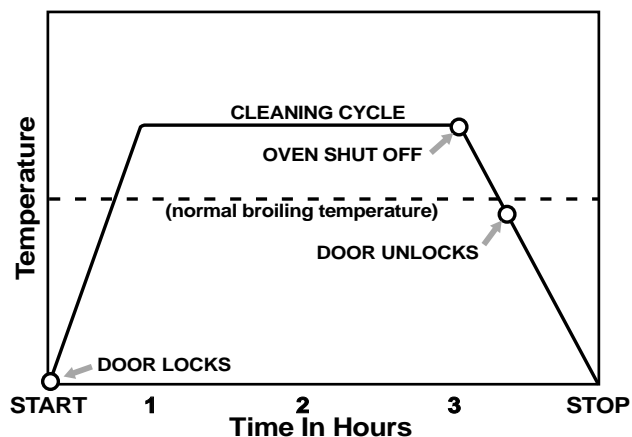 CLEANING CYCLE
OVEN SHUT OFF
(normal broiling temperature)
DOOR UNLOCKS
DOOR LOCKS
Temperature
START 1 2 3 STOP
Time In Hours